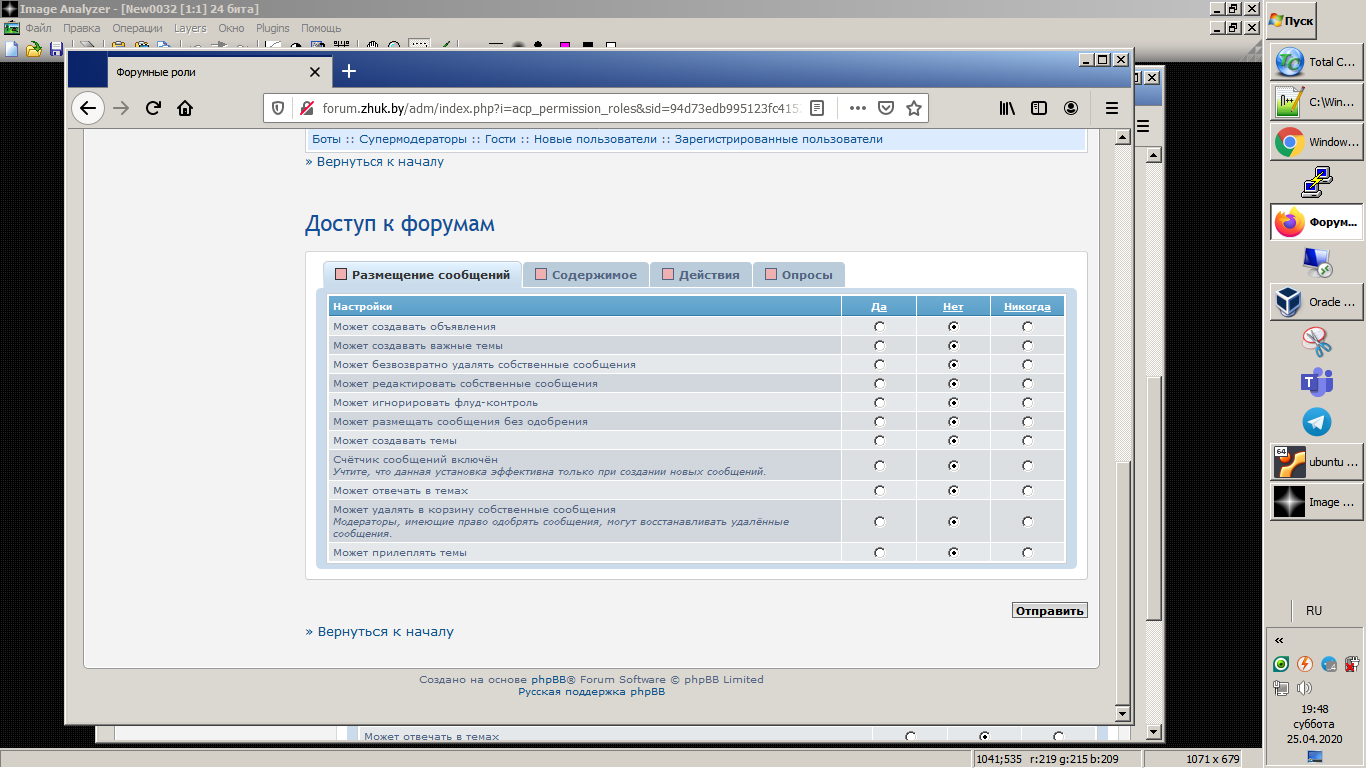 Image Analyzer - [New0032 [1:1] 24 бита]
Файл Правка Операции Layers Окно Plugins Помощь
Форумные роли
forum.zhuk.by/adm/index.php?i=acp_permission_roles&sid=94d73edb995123fc415
Боты :: Супермодераторы :: Гости :: Новые пользователи :: Зарегистрированные пользователи
» Вернуться к началу
Доступ к форумам
Размещение сообщений Содержимое Действия Опросы
Настройки Да Нет Никогда
Может создавать объявления
Может создавать важные темы
Может безвозвратно удалять собственные сообщения
Может редактировать собственные сообщения
Может игнорировать флуд-контроль
Может размещать сообщения без одобрения
Может создавать темы
Счётчик сообщений включён
Учтите, что данная установка эффективна только при создании новых сообщений.
Может отвечать в темах
Может удалять в корзину собственные сообщения
Модераторы, имеющие право одобрять сообщения, могут восстанавливать удалённые
сообщения.
Может прилеплять темы
Отправить
» Вернуться к началу
Создано на основе phpBB® Forum Software © phpBB Limited
Русская поддержка phpBB
Может отвечать в темах
1041;535 r:219 g:215 b:209
1071 x 679
Пуск
Total C...
C:\Win...
Window...
Форум...
Oracle ...
64
ubuntu ...
Image ...
RU
«
19:48
суббота
25.04.2020